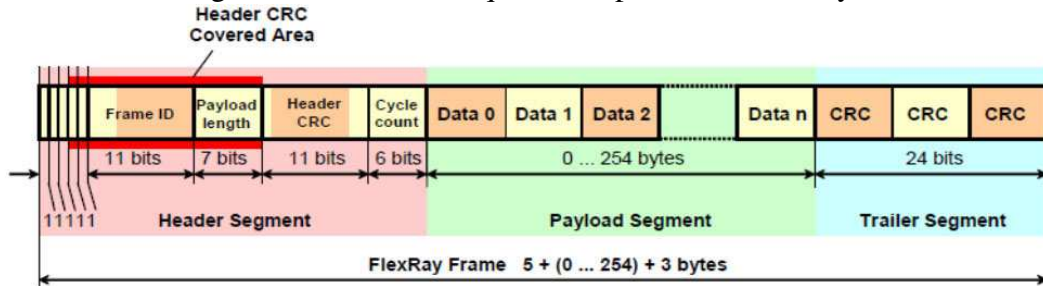 Header CRC
Covered Area
Frame ID
Payload
length
Header
CRC
Cycle
count
Data 0
Data 1
Data 2
Data n
CRC
CRC
CRC
11 bits
7 bits
11 bits
6 bits
0 ... 254 bytes
24 bits
11111
Header Segment
Payload Segment
Trailer Segment
FlexRay Frame 5 + (0 ... 254) + 3 bytes